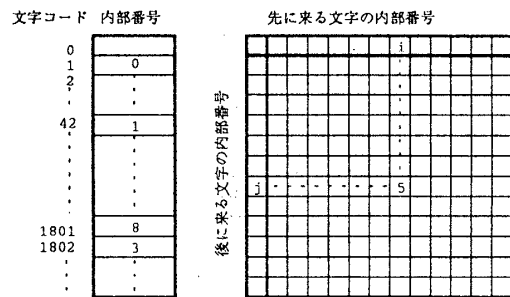 文字コード 内部番号
先に来る文字の内部番号
0
1 0
2
42 1
1801 8
1802 3
後に来る文字の内部番号
i
j 5